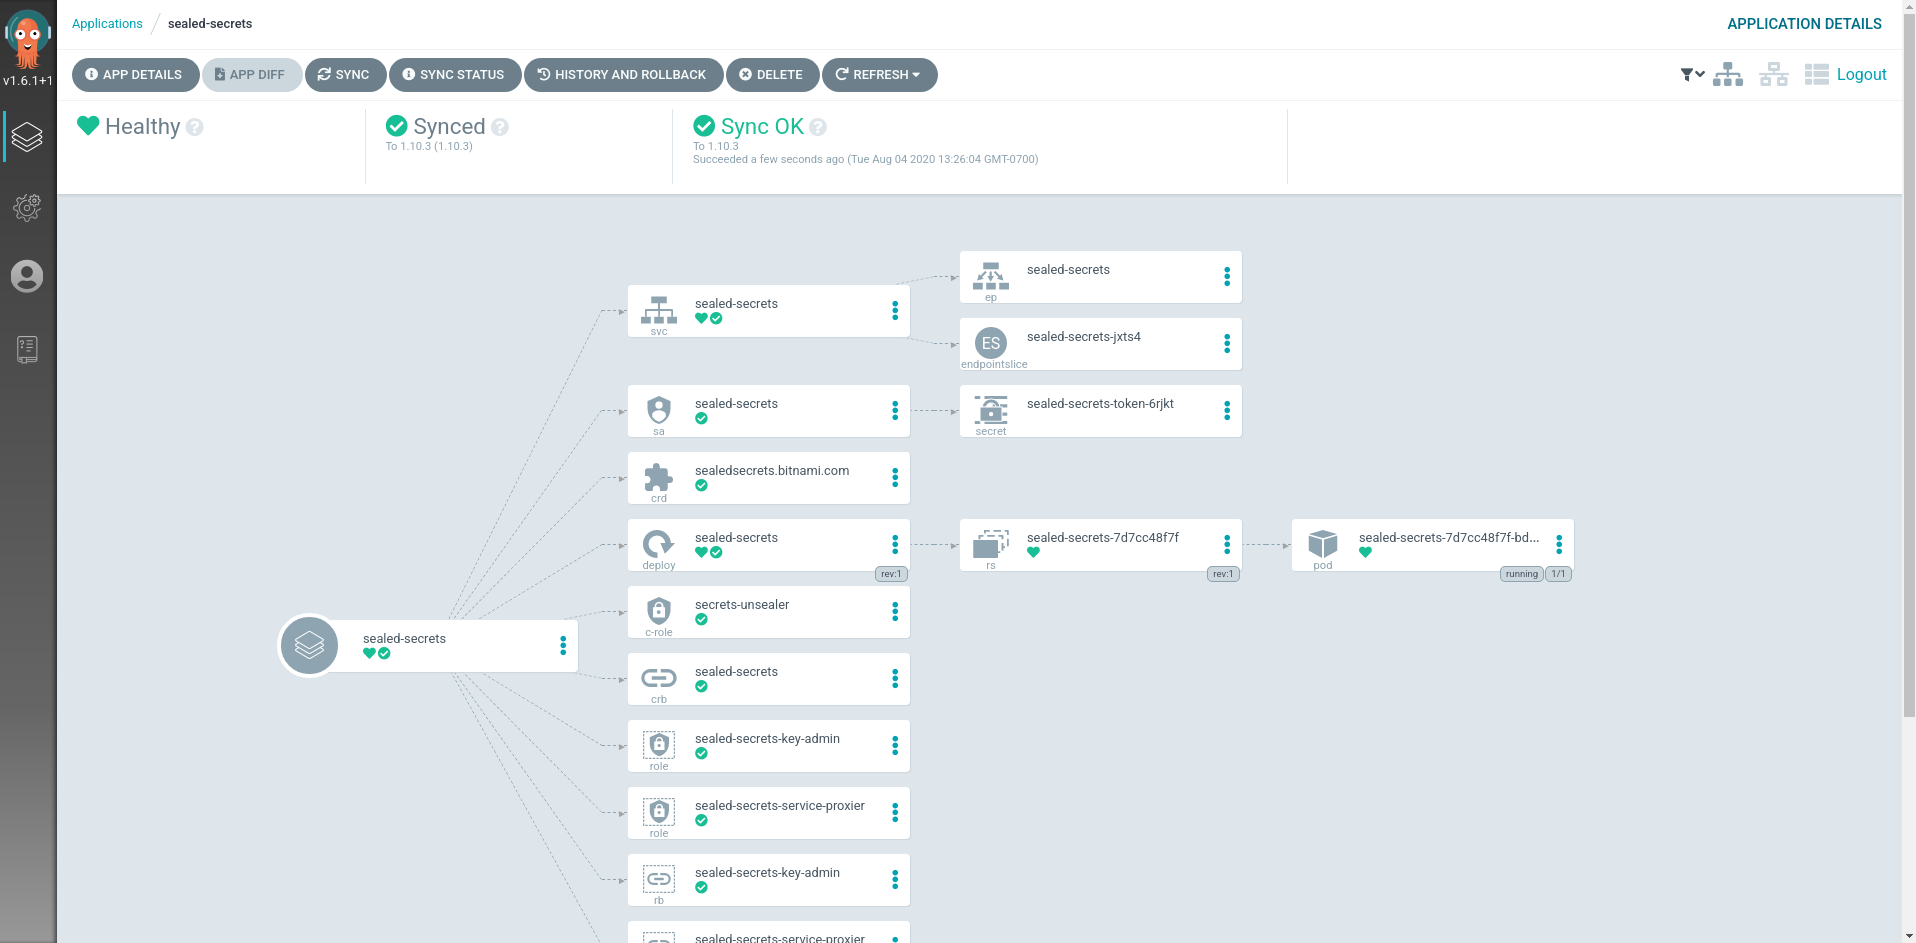 Applications / sealed-secrets
APPLICATION DETAILS
v1.6.1+1
APP DETAILS
APP DIFF
SYNC
SYNC STATUS
HISTORY AND ROLLBACK
DELETE
REFRESH
Logout
Healthy
Synced
To 1.10.3 (1.10.3)
Sync OK
To 1.10.3
Succeeded a few seconds ago (Tue Aug 04 2020 13:26:04 GMT-0700)
sealed-secrets
ep
sealed-secrets
svc
sealed-secrets-jxts4
ES
endpointslice
sealed-secrets
sa
sealed-secrets-token-6rjkt
secret
sealedsecrets.bitnami.com
crd
sealed-secrets
deploy
rev:1
sealed-secrets-7d7cc48f7f
rs
rev:1
sealed-secrets-7d7cc48f7f-bd...
pod
running
1/1
secrets-unsealer
c-role
sealed-secrets
sealed-secrets
crb
sealed-secrets-key-admin
role
sealed-secrets-service-proxier
role
sealed-secrets-key-admin
rb
sealed-secrets-service-proxier